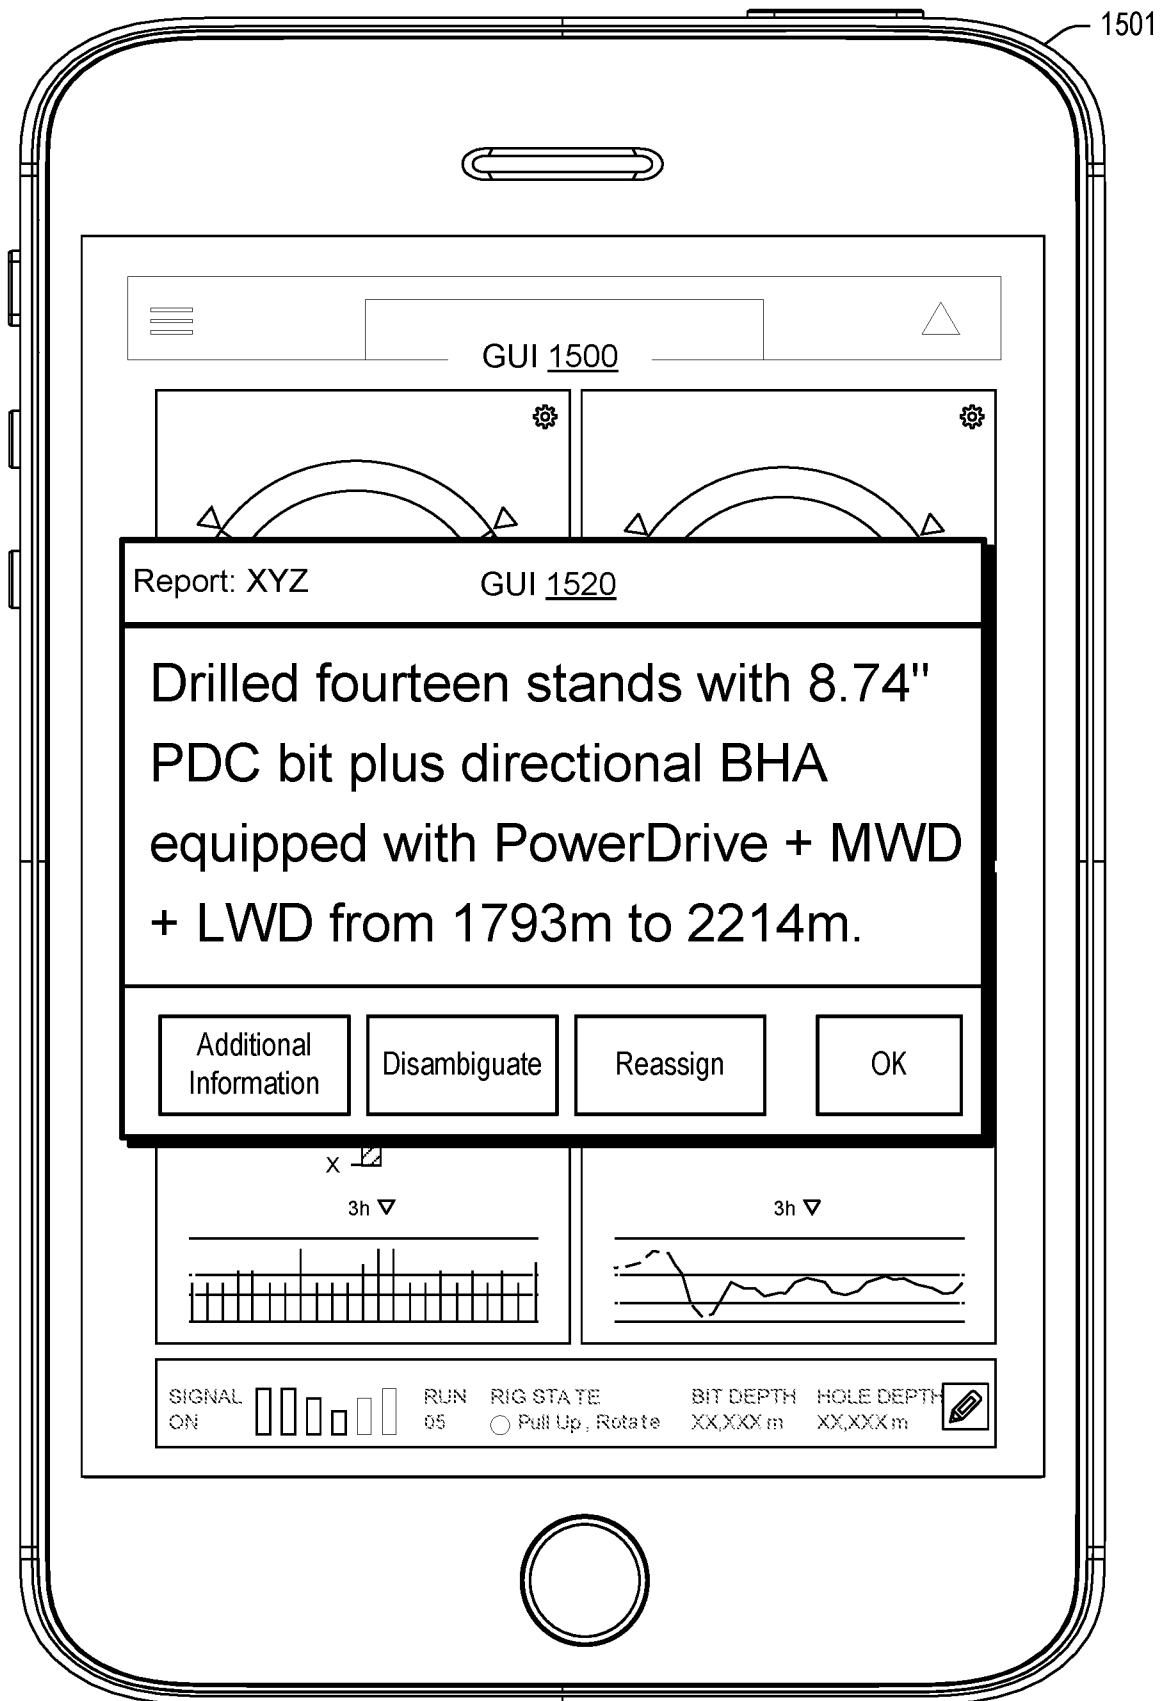 1501
GUI 1500
Report: XYZ GUI 1520
Drilled fourteen stands with 8.74"
PDC bit plus directional BHA
equipped with PowerDrive + MWD
+ LWD from 1793m to 2214m.
Additional
Information
Disambiguate
Reassign
OK
X
3h
3h
SIGNAL
ON
RUN
05
RIG STATE
Pull Up, Rotate
BIT DEPTH
XX,XXX m
HOLE DEPTH
XX,XXX m